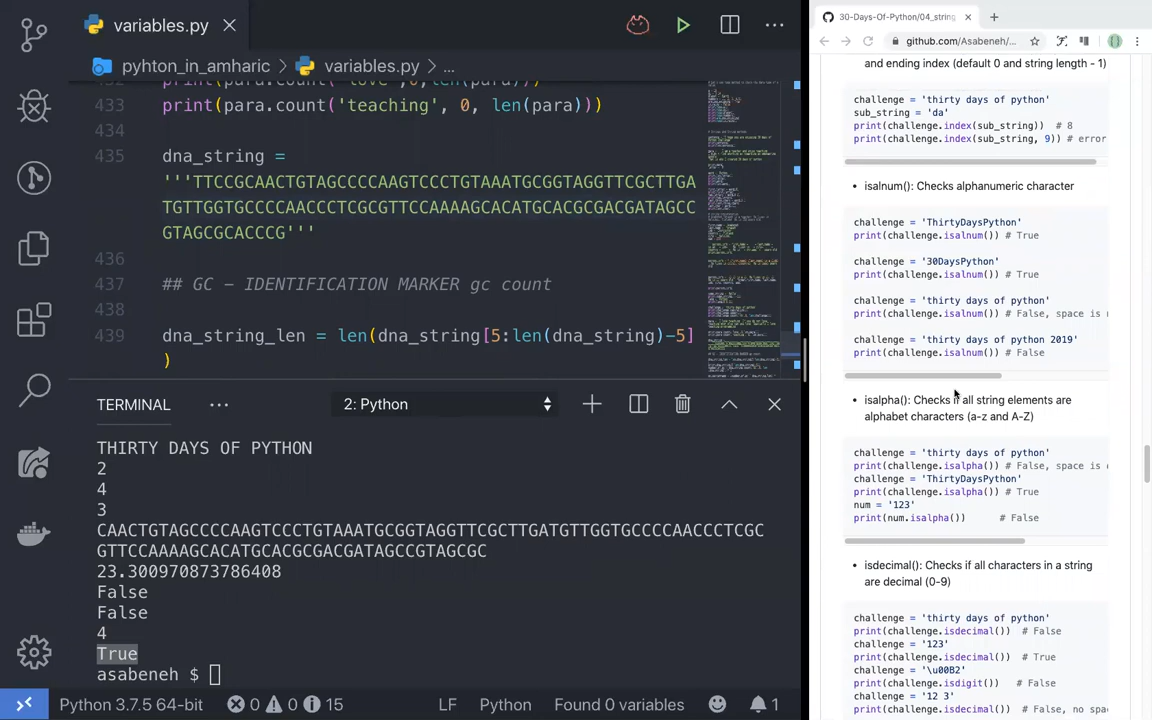 variables.py
pyhton_in_amharic > variables.py > ...
print(para.count('love',0,len(para)))
433 print(para.count('teaching', 0, len(para)))
434
435 dna_string =
'''TTCCGCAACTGTAGCCCCAAGTCCCTGTAAATGCGGTAGGTTCGCTTGA
TGTTGGTGCCCCAACCCTCGCGTTCCAAAAGCACATGCACGCGACGATAGCC
GTAGCGCACCCG'''
436
437 ## GC – IDENTIFICATION MARKER gc count
438
439 dna_string_len = len(dna_string[5:len(dna_string)-5]
)
TERMINAL ... 2: Python
THIRTY DAYS OF PYTHON
2
4
3
CAACTGTAGCCCCAAGTCCCTGTAAATGCGGTAGGTTCGCTTGATGTTGGTGCCCCAACCCTCGC
GTTCCAAAAGCACATGCACGCGACGATAGCCGTAGCGC
23.300970873786408
False
False
4
True
asabeneh $
Python 3.7.5 64-bit 0 0 15 LF Python Found 0 variables 1
30-Days-Of-Python/04_string
github.com/Asabeneh/...
and ending index (default 0 and string length - 1)
challenge = 'thirty days of python'
sub_string = 'da'
print(challenge.index(sub_string)) # 8
print(challenge.index(sub_string, 9)) # error
• isalnum(): Checks alphanumeric character
challenge = 'ThirtyDaysPython'
print(challenge.isalnum()) # True
challenge = '30DaysPython'
print(challenge.isalnum()) # True
challenge = 'thirty days of python'
print(challenge.isalnum()) # False, space is
challenge = 'thirty days of python 2019'
print(challenge.isalnum()) # False
• isalpha(): Checks if all string elements are
alphabet characters (a-z and A-Z)
challenge = 'thirty days of python'
print(challenge.isalpha()) # False, space is
challenge = 'ThirtyDaysPython'
print(challenge.isalpha()) # True
num = '123'
print(num.isalpha()) # False
• isdecimal(): Checks if all characters in a string
are decimal (0-9)
challenge = 'thirty days of python'
print(challenge.isdecimal()) # False
challenge = '123'
print(challenge.isdecimal()) # True
challenge = '\u00B2'
print(challenge.isdigit()) # False
challenge = '12 3'
print(challenge.isdecimal()) # False, no spa